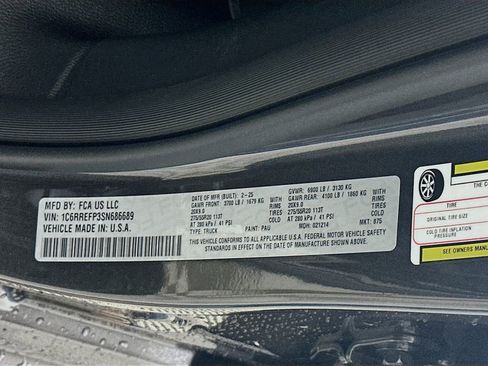 MFD BY: FCA US LLC
VIN: 1C6RREFP3SN686689
VEHICLE MADE IN: U.S.A.
DATE OF MFR (BUILT): 2-25
GAWR FRONT: 3700 LB / 1679 KG WITH
20X9.0 RIMS
275/55R20 113T TIRES
AT 280 kPa / 41 PSI COLD
TYPE: TRUCK PAINT: PAU
GVWR: 6900 LB / 3130 KG
GAWR REAR: 4100 LB / 1860 KG WITH
20X9.0 RIMS
275/55R20 113T TIRES
AT 280 kPa / 41 PSI COLD
MDH: 021214 MKT: 875
THIS VEHICLE CONFORMS TO ALL APPLICABLE U.S.A. FEDERAL MOTOR VEHICLE SAFETY
STANDARDS IN EFFECT ON THE DATE OF MANUFACTURE SHOWN ABOVE.
TIRE
ORIGINAL TIRE SIZE
COLD TIRE INFLATION
PRESSURE
SEE OWNERS MANUAL